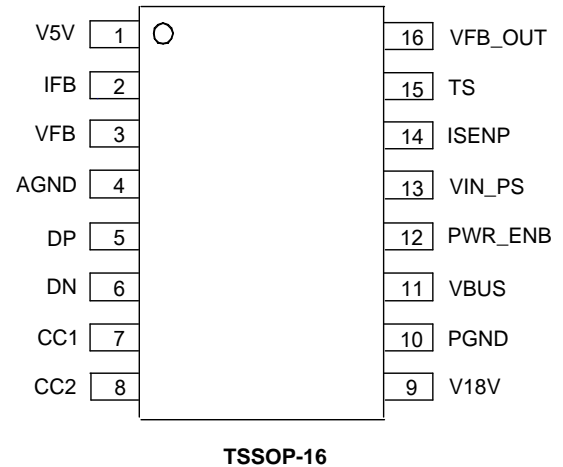 V5V 1 16 VFB_OUT
IFB 2 15 TS
VFB 3 14 ISENP
AGND 4 13 VIN_PS
DP 5 12 PWR_ENB
DN 6 11 VBUS
CC1 7 10 PGND
CC2 8 9 V18V
TSSOP-16